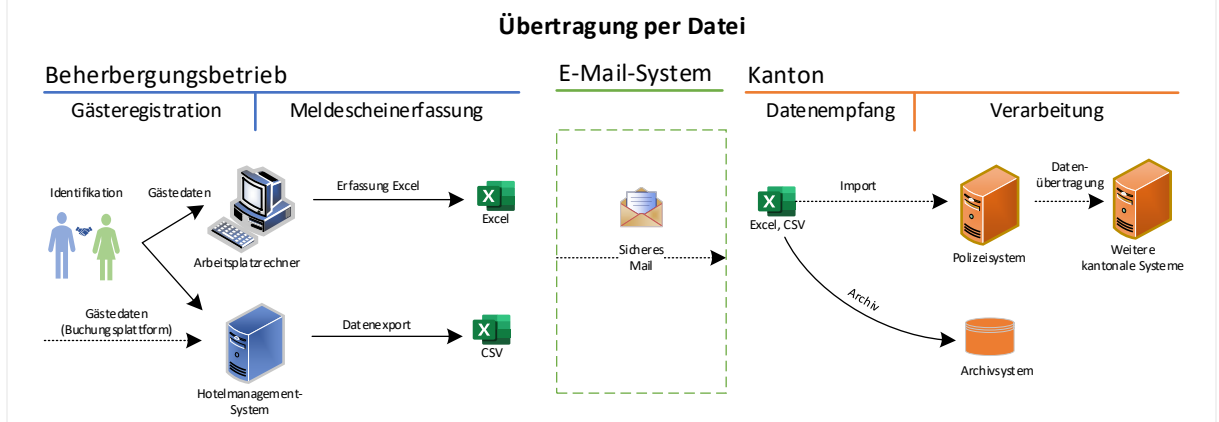 Übertragung per Datei
Beherbergungsbetrieb
E-Mail-System
Kanton
Gästeregistration
Meldescheinerfassung
Datenempfang
Verarbeitung
Identifikation
Gästedaten
Arbeitsplatzrechner
Erfassung Excel
Excel
Gästedaten
(Buchungsplattform)
Hotelmanagement-
System
Datenexport
CSV
Sicheres
Mail
Excel, CSV
Import
Polizeisystem
Daten-
übertragung
Weitere
kantonale Systeme
Archiv
Archivsystem